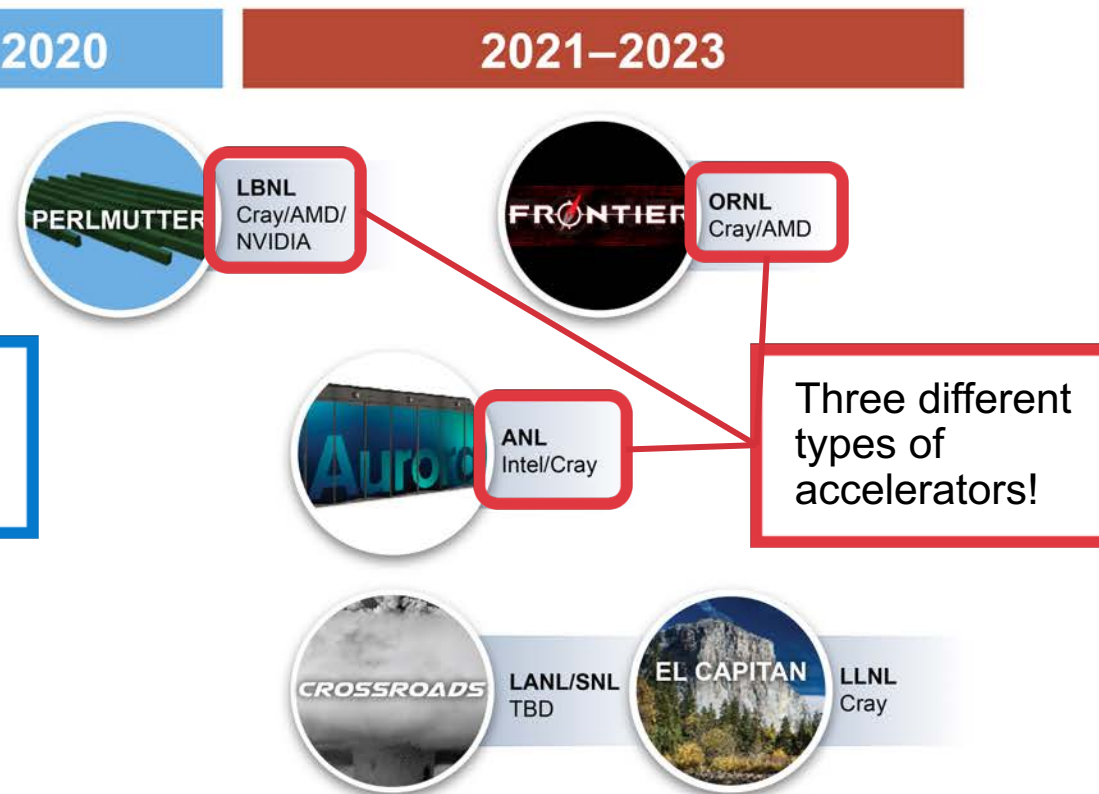 2020
2021–2023
PERLMUTTER
LBNL
Cray/AMD/
NVIDIA
FRONTIER
ORNL
Cray/AMD
Aurora
ANL
Intel/Cray
Three different
types of
accelerators!
CROSSROADS
LANL/SNL
TBD
EL CAPITAN
LLNL
Cray